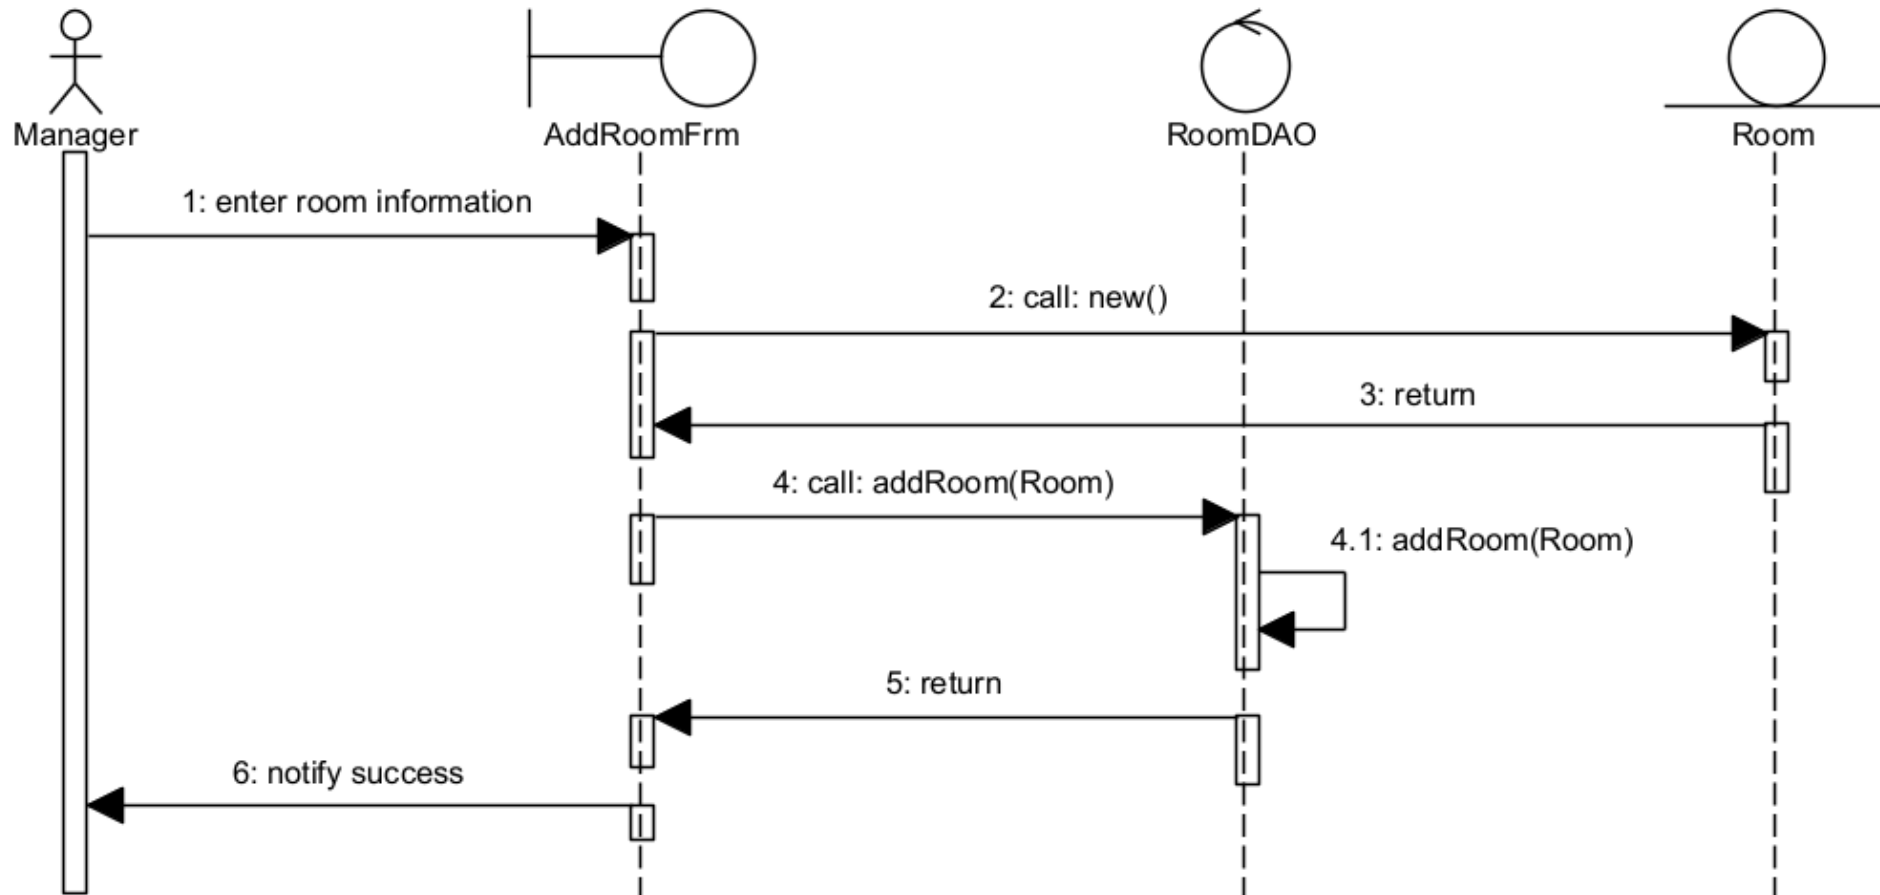 Manager
AddRoomFrm
RoomDAO
Room
1: enter room information
2: call: new()
3: return
4: call: addRoom(Room)
4.1: addRoom(Room)
5: return
6: notify success